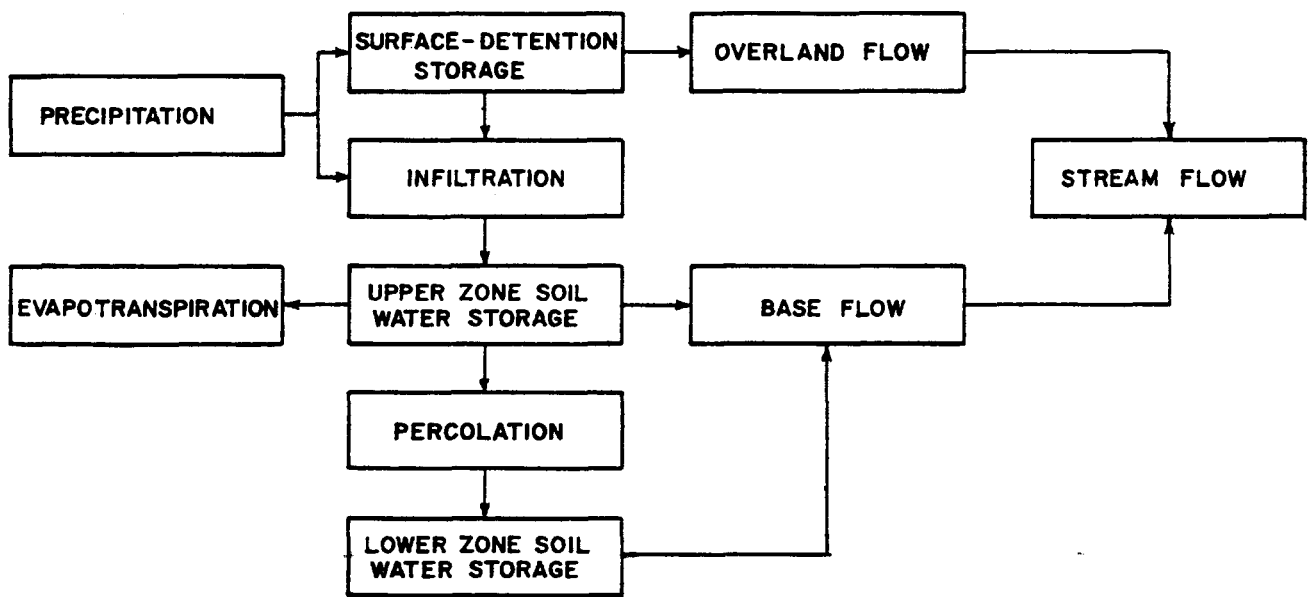 SURFACE-DETENTION
STORAGE
OVERLAND FLOW
PRECIPITATION
INFILTRATION
STREAM FLOW
EVAPOTRANSPIRATION
UPPER ZONE SOIL
WATER STORAGE
BASE FLOW
PERCOLATION
LOWER ZONE SOIL
WATER STORAGE